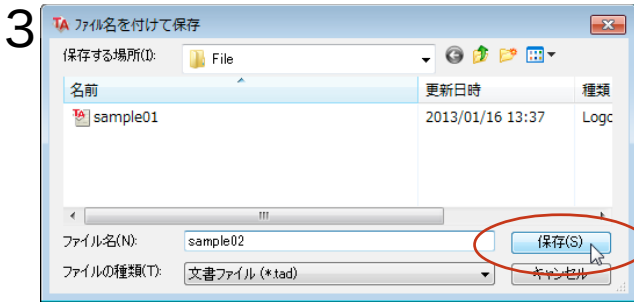 3
TA ファイル名を付けて保存
保存する場所(I): File
名前 更新日時 種類
sample01 2013/01/16 13:37 Logo
ファイル名(N): sample02 保存(S)
ファイルの種類(T): 文書ファイル (*.tad) キャンセル